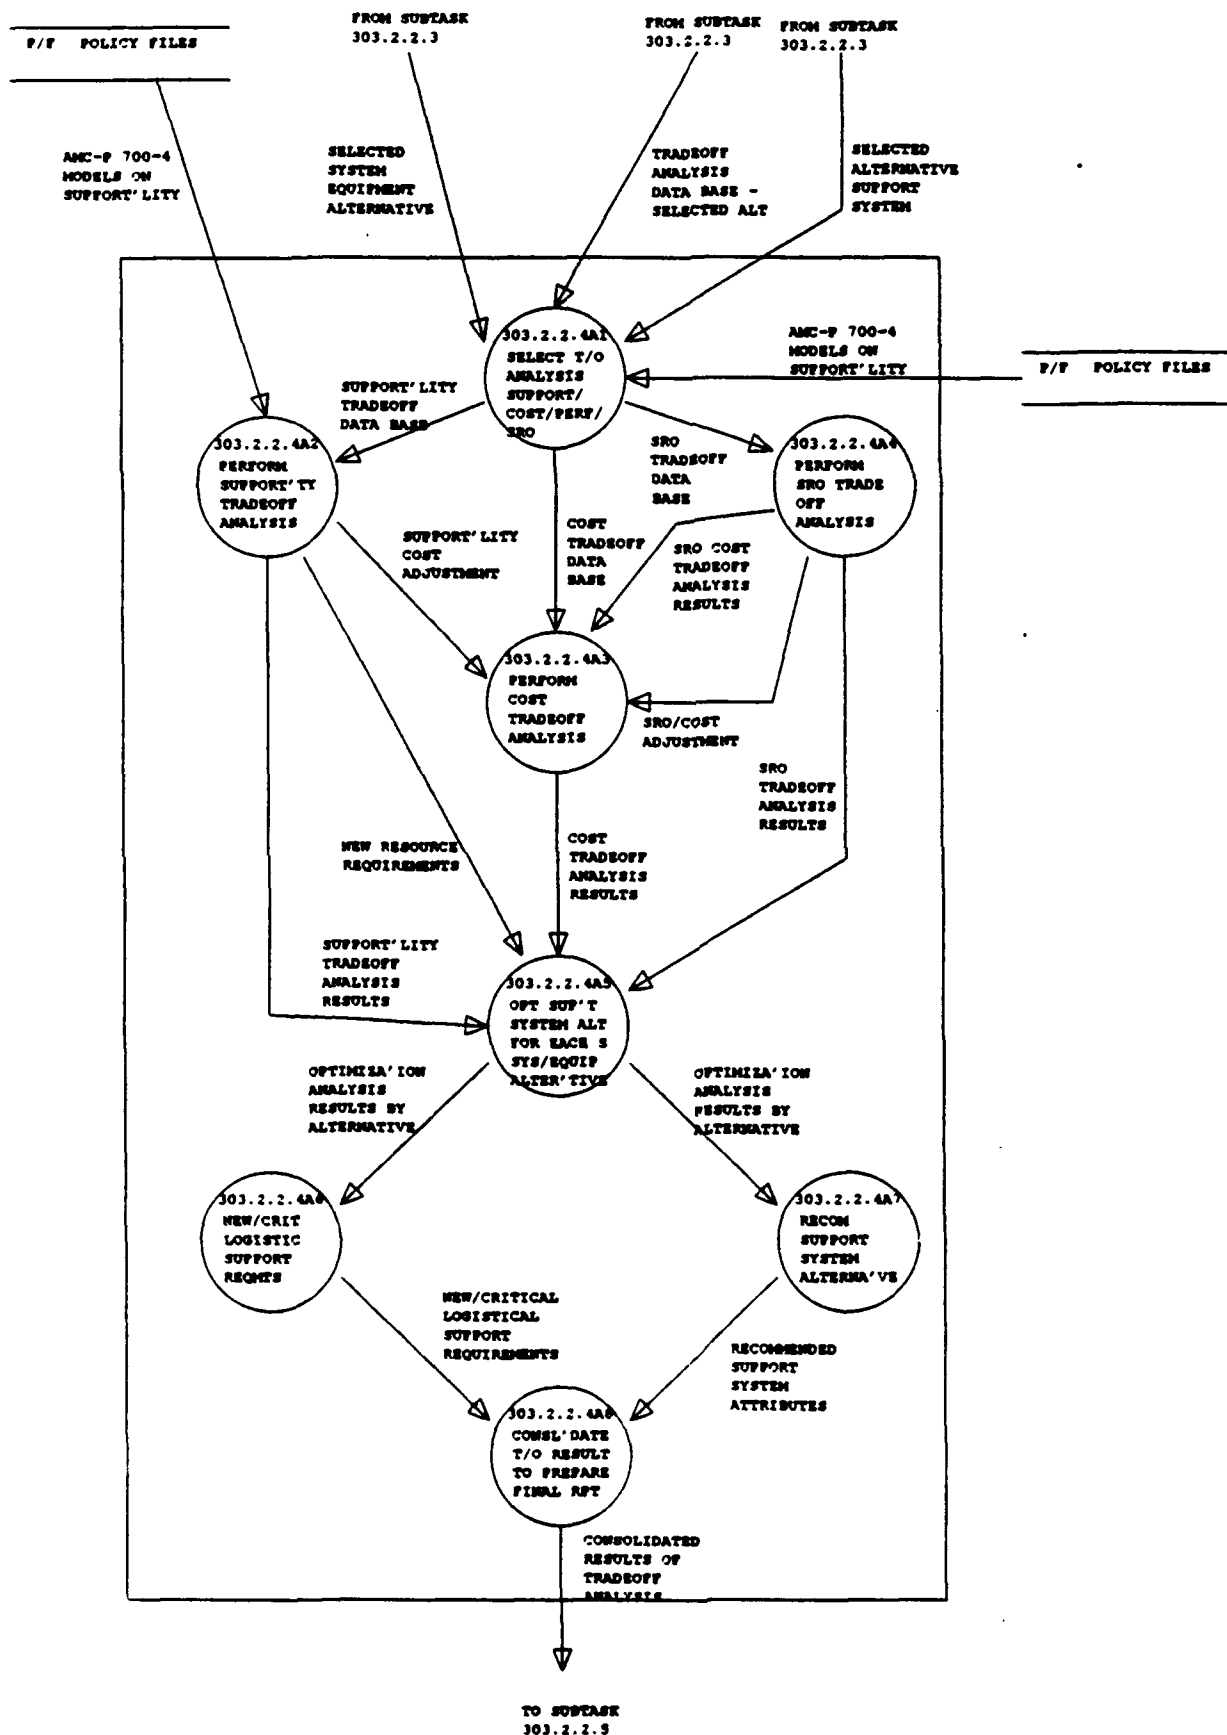 FROM SUBTASK
303.2.2.3
FROM SUBTASK
303.2.2.3
FROM SUBTASK
303.2.2.3
P/F POLICY FILES
AMC-P 700-4
MODELS ON
SUPPORT'LITY
SELECTED
SYSTEM
EQUIPMENT
ALTERNATIVE
TRADEOFF
ANALYSIS
DATA BASE -
SELECTED ALT
SELECTED
ALTERNATIVE
SUPPORT
SYSTEM
303.2.2.4A1
SELECT T/O
ANALYSIS
SUPPORT/
COST/PERF/
SRO
AMC-P 700-4
MODELS ON
SUPPORT'LITY
P/F POLICY FILES
SUPPORT'LITY
TRADEOFF
DATA BASE
303.2.2.4A2
PERFORM
SUPPORT'TY
TRADEOFF
ANALYSIS
SRO
TRADEOFF
DATA
BASE
303.2.2.4A4
PERFORM
SRO TRADE
OFF
ANALYSIS
SUPPORT'LITY
COST
ADJUSTMENT
COST
TRADEOFF
DATA
BASE
SRO COST
TRADEOFF
ANALYSIS
RESULTS
303.2.2.4A3
PERFORM
COST
TRADEOFF
ANALYSIS
SRO/COST
ADJUSTMENT
SRO
TRADEOFF
ANALYSIS
RESULTS
NEW RESOURCE
REQUIREMENTS
COST
TRADEOFF
ANALYSIS
RESULTS
SUPPORT'LITY
TRADEOFF
ANALYSIS
RESULTS
303.2.2.4A5
OPT SUP'T
SYSTEM ALT
FOR EACH S
SYS/EQUIP
ALTER'TIVE
OPTIMIZA'ION
ANALYSIS
RESULTS BY
ALTERNATIVE
OPTIMIZA'ION
ANALYSIS
RESULTS BY
ALTERNATIVE
303.2.2.4A6
NEW/CRIT
LOGISTIC
SUPPORT
REQMTS
303.2.2.4A7
RECOM
SUPPORT
SYSTEM
ALTERNA'VE
NEW/CRITICAL
LOGISTICAL
SUPPORT
REQUIREMENTS
RECOMMENDED
SUPPORT
SYSTEM
ATTRIBUTES
303.2.2.4A8
CONSL'DATE
T/O RESULT
TO PREPARE
FINAL RPT
CONSOLIDATED
RESULTS OF
TRADEOFF
ANALYSIS
TO SUBTASK
303.2.2.5